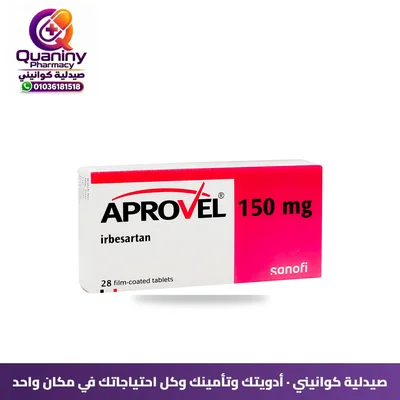 Quaniny
Pharmacy
صيدلية كوانيني
01036181518
APROVEL® 150 mg
irbesartan
28 film-coated tablets
sanofi
صيدلية كوانيني - أدويتك وتأمينك وكل احتياجاتك في مكان واحد